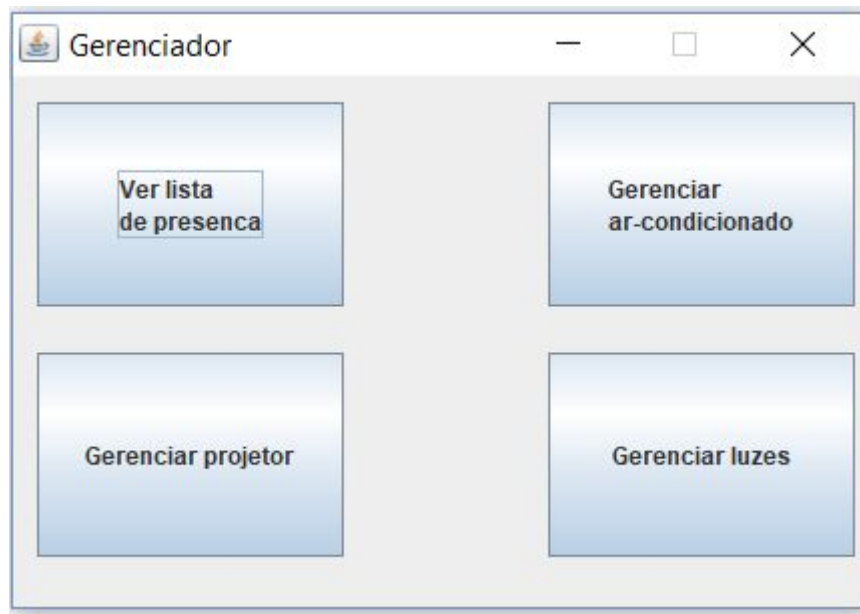 Gerenciador
Ver lista
de presenca
Gerenciar
ar-condicionado
Gerenciar projetor
Gerenciar luzes